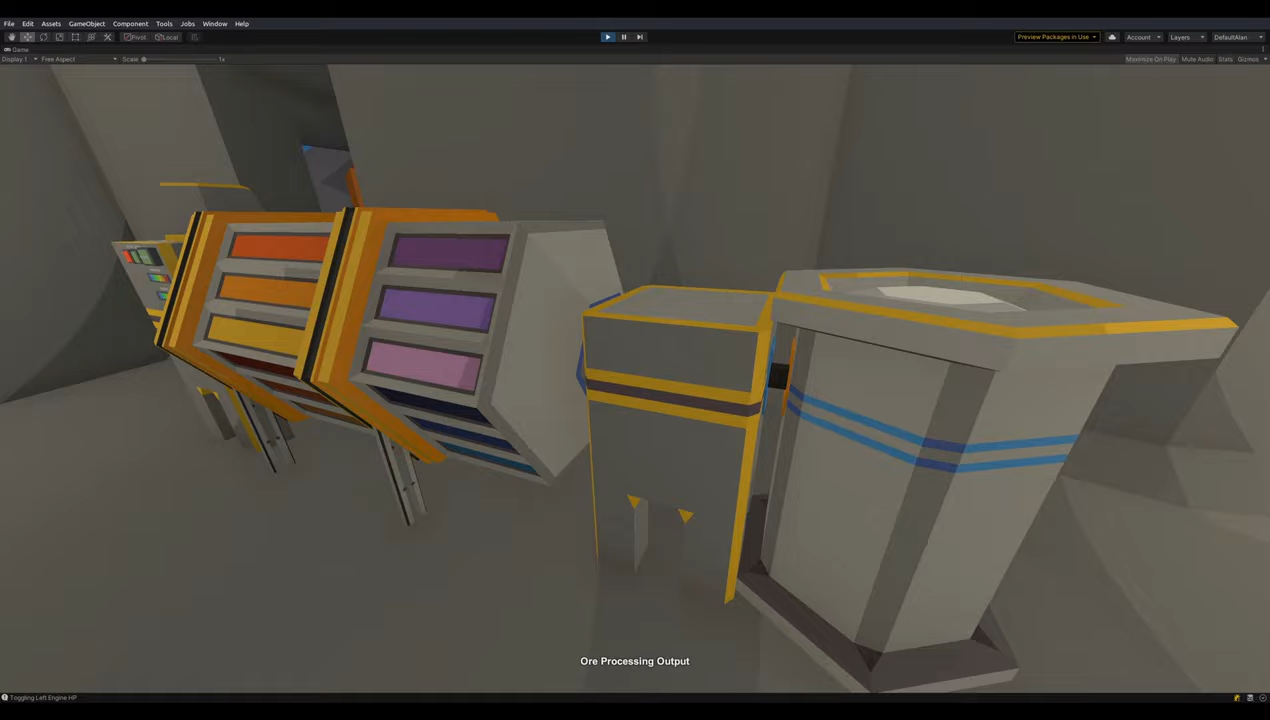 File Edit Assets GameObject Component Tools Jobs Window Help
Pivot Local Preview Packages in Use Account Layers DefaultAlan
Game
Display 1 Free Aspect Scale 1x Maximize On Play Mute Audio Stats Gizmos
Ore Processing Output
Toggling Left Engine HP